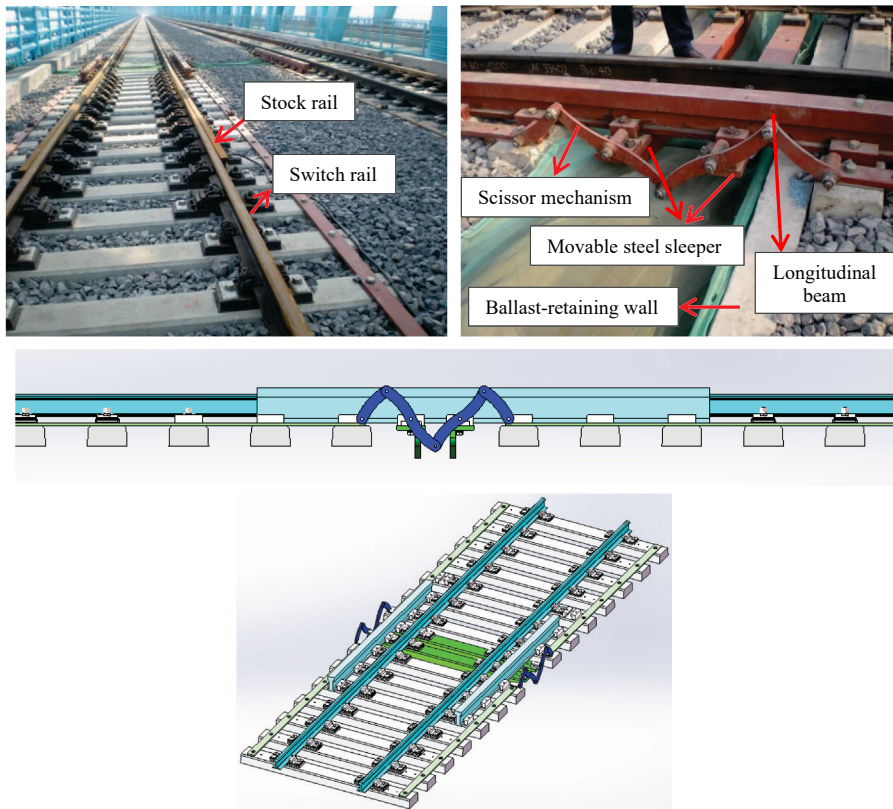 Stock rail
Switch rail
Scissor mechanism
Movable steel sleeper
Longitudinal
beam
Ballast-retaining wall